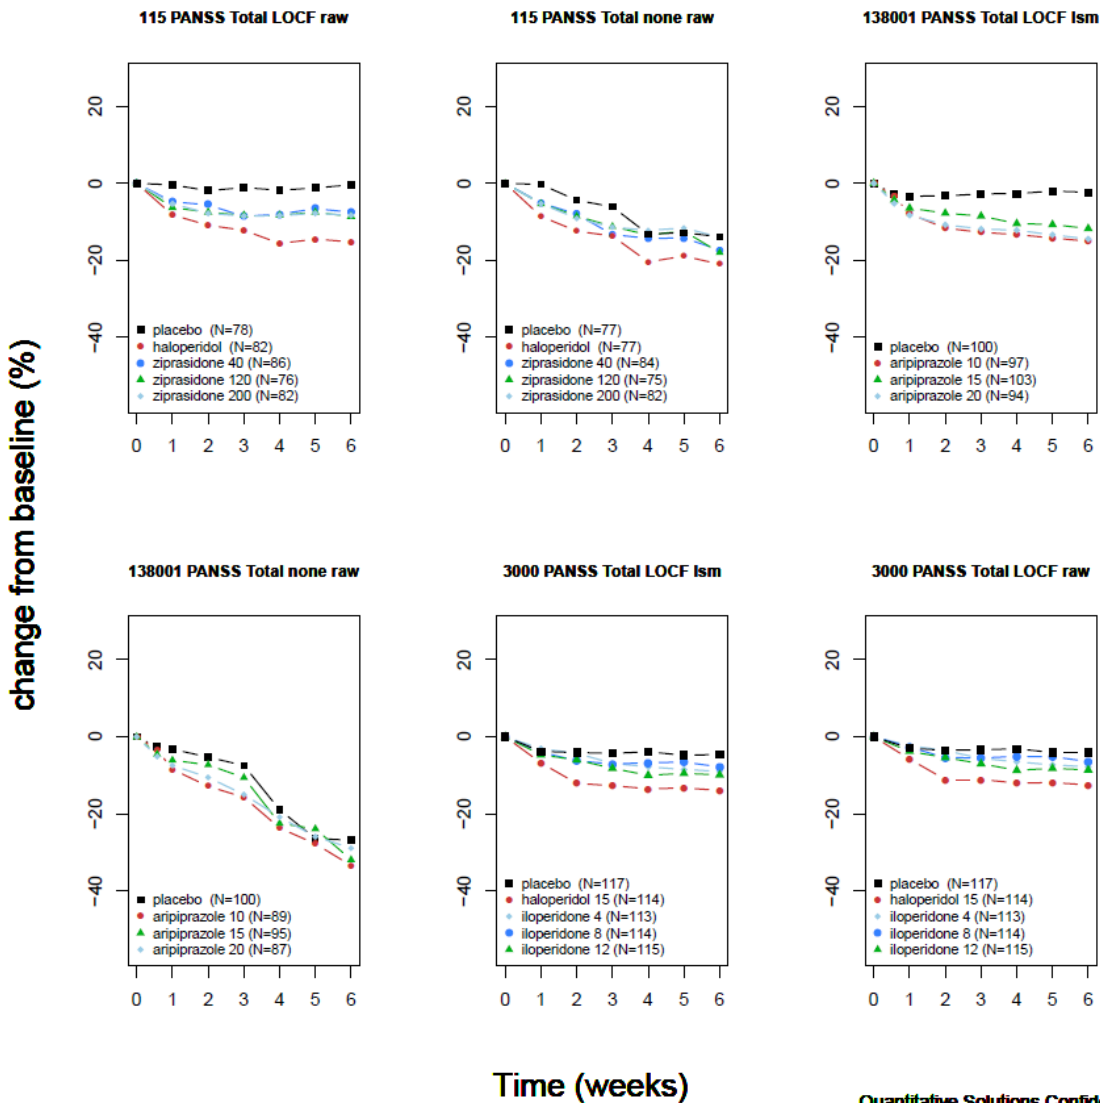 115 PANSS Total LOCF raw
20
0
-20
-40
placebo (N=78)
haloperidol (N=82)
ziprasidone 40 (N=86)
ziprasidone 120 (N=76)
ziprasidone 200 (N=82)
0 1 2 3 4 5 6
115 PANSS Total none raw
20
0
-20
-40
placebo (N=77)
haloperidol (N=77)
ziprasidone 40 (N=84)
ziprasidone 120 (N=75)
ziprasidone 200 (N=82)
0 1 2 3 4 5 6
138001 PANSS Total LOCF lsm
20
0
-20
-40
placebo (N=100)
aripiprazole 10 (N=97)
aripiprazole 15 (N=103)
aripiprazole 20 (N=94)
0 1 2 3 4 5 6
change from baseline (%)
138001 PANSS Total none raw
20
0
-20
-40
placebo (N=100)
aripiprazole 10 (N=89)
aripiprazole 15 (N=95)
aripiprazole 20 (N=87)
0 1 2 3 4 5 6
3000 PANSS Total LOCF lsm
20
0
-20
-40
placebo (N=117)
haloperidol 15 (N=114)
iloperidone 4 (N=113)
iloperidone 8 (N=114)
iloperidone 12 (N=115)
0 1 2 3 4 5 6
3000 PANSS Total LOCF raw
20
0
-20
-40
placebo (N=117)
haloperidol 15 (N=114)
iloperidone 4 (N=113)
iloperidone 8 (N=114)
iloperidone 12 (N=115)
0 1 2 3 4 5 6
Time (weeks)
Quantitative Solutions